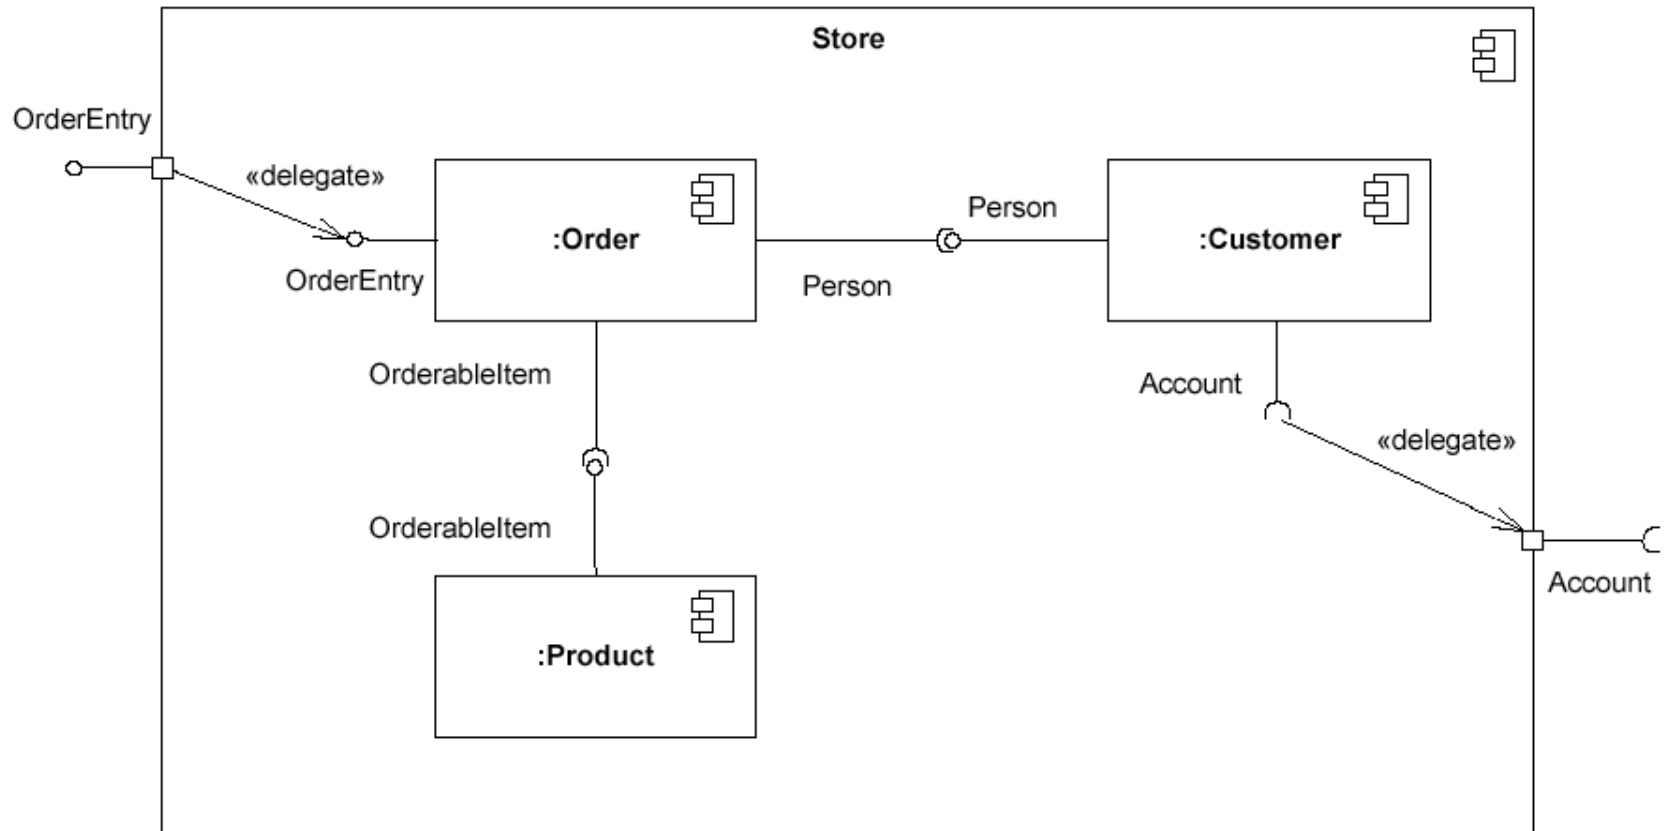 Store
OrderEntry
«delegate»
OrderEntry
:Order
Person
Person
:Customer
OrderableItem
Account
«delegate»
OrderableItem
Account
:Product